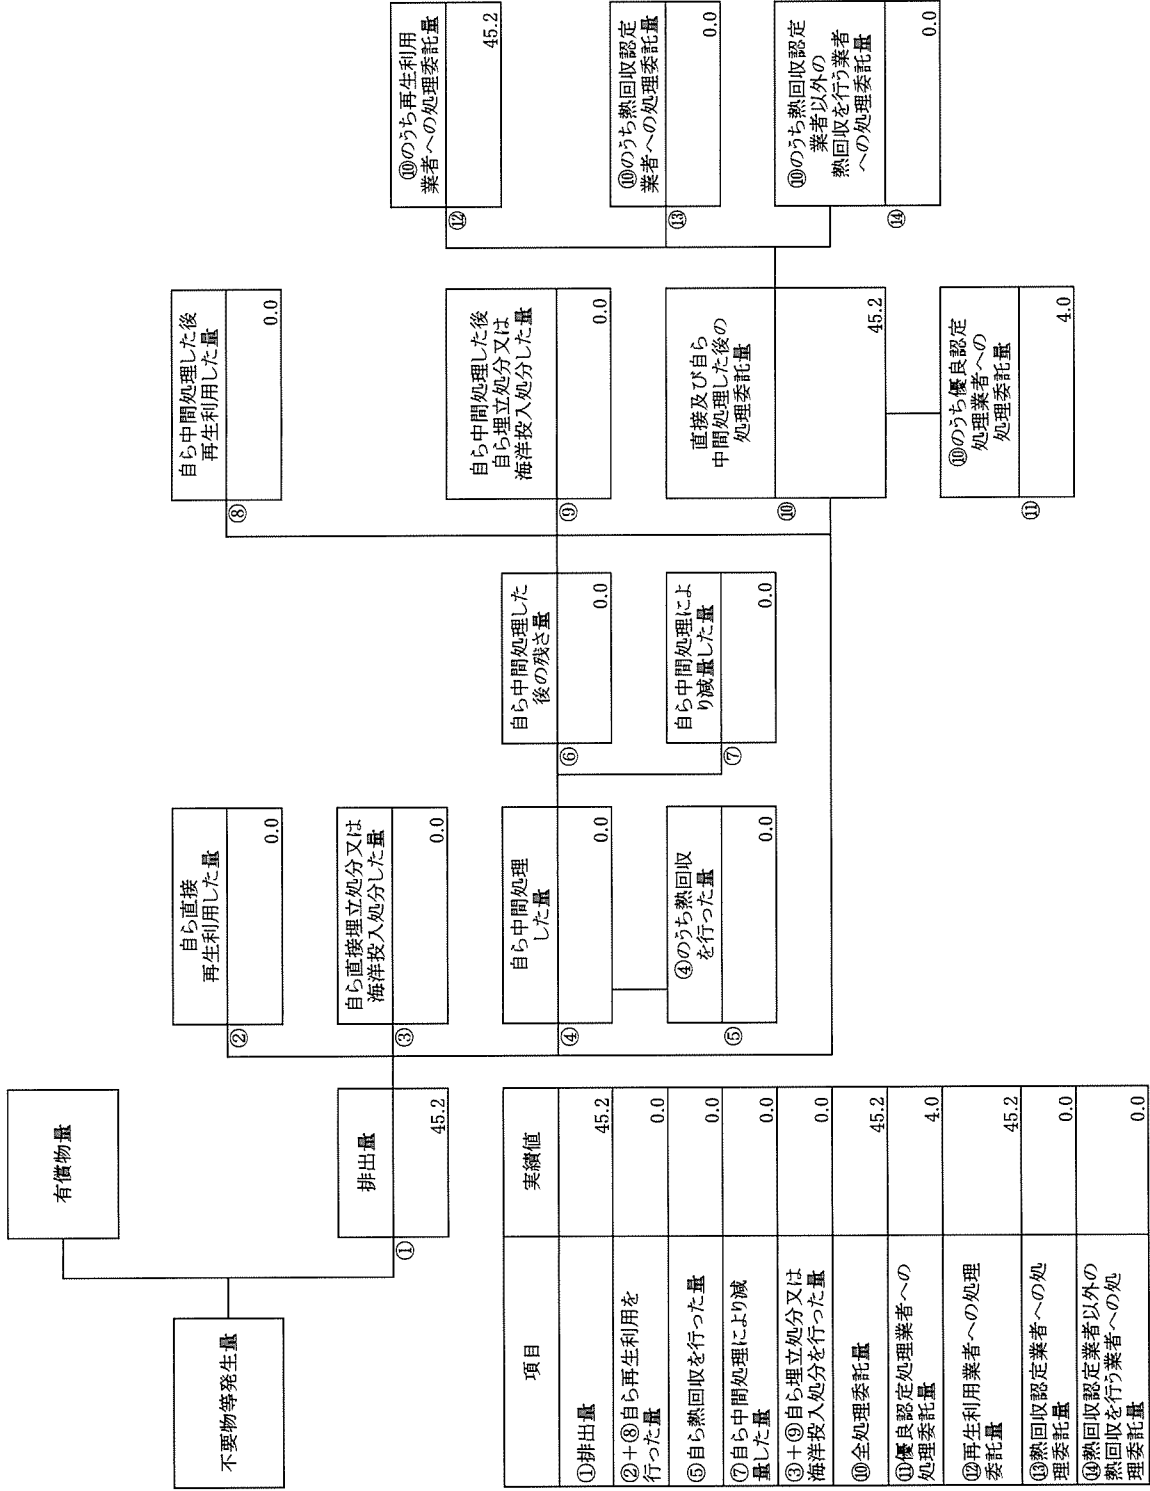 不要物等発生量
有償物量
排出量
①
45.2
自ら直接
再生利用した量
②
0.0
自ら直接埋立処分又は
海洋投入処分した量
③
0.0
自ら中間処理
した量
④
0.0
④のうち熱回収
を行った量
⑤
0.0
自ら中間処理した
後の残さ量
⑥
0.0
自ら中間処理によ
り減量した量
⑦
0.0
自ら中間処理した後
再生利用した量
⑧
0.0
自ら中間処理した後
自ら埋立処分又は
海洋投入処分した量
⑨
0.0
直接及び自ら
中間処理した後の
処理委託量
⑩
45.2
⑩のうち優良認定
処理業者への
処理委託量
⑪
4.0
⑩のうち再生利用
業者への処理委託量
⑫
45.2
⑩のうち熱回収認定
業者への処理委託量
⑬
0.0
⑩のうち熱回収認定
業者以外の
熱回収を行う業者
への処理委託量
⑭
0.0
項目 実績値
①排出量 45.2
②+⑧自ら再生利用を
行った量 0.0
⑤自ら熱回収を行った量 0.0
⑦自ら中間処理により減
量した量 0.0
③+⑨自ら埋立処分又は
海洋投入処分を行った量 0.0
⑩全処理委託量 45.2
⑪優良認定処理業者への
処理委託量 4.0
⑫再生利用業者への処理
委託量 45.2
⑬熱回収認定業者への処
理委託量 0.0
⑭熱回収認定業者以外の
熱回収を行う業者への処
理委託量 0.0